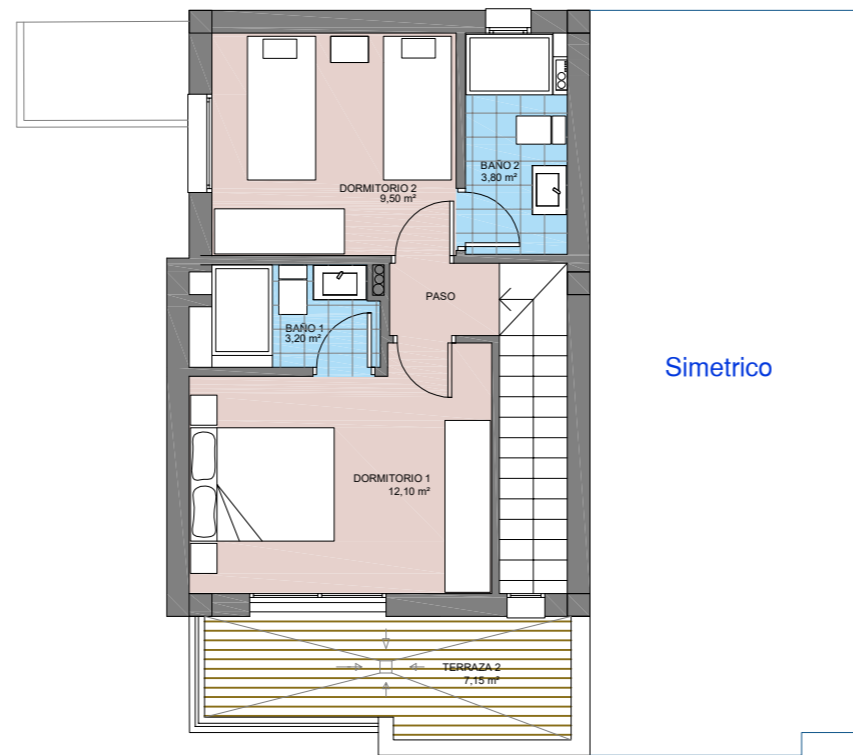 BAÑO 2
3,80 m²
DORMITORIO 2
9,50 m²
PASO
BAÑO 1
3,20 m²
Simetrico
DORMITORIO 1
12,10 m²
TERRAZA 2
7,15 m²